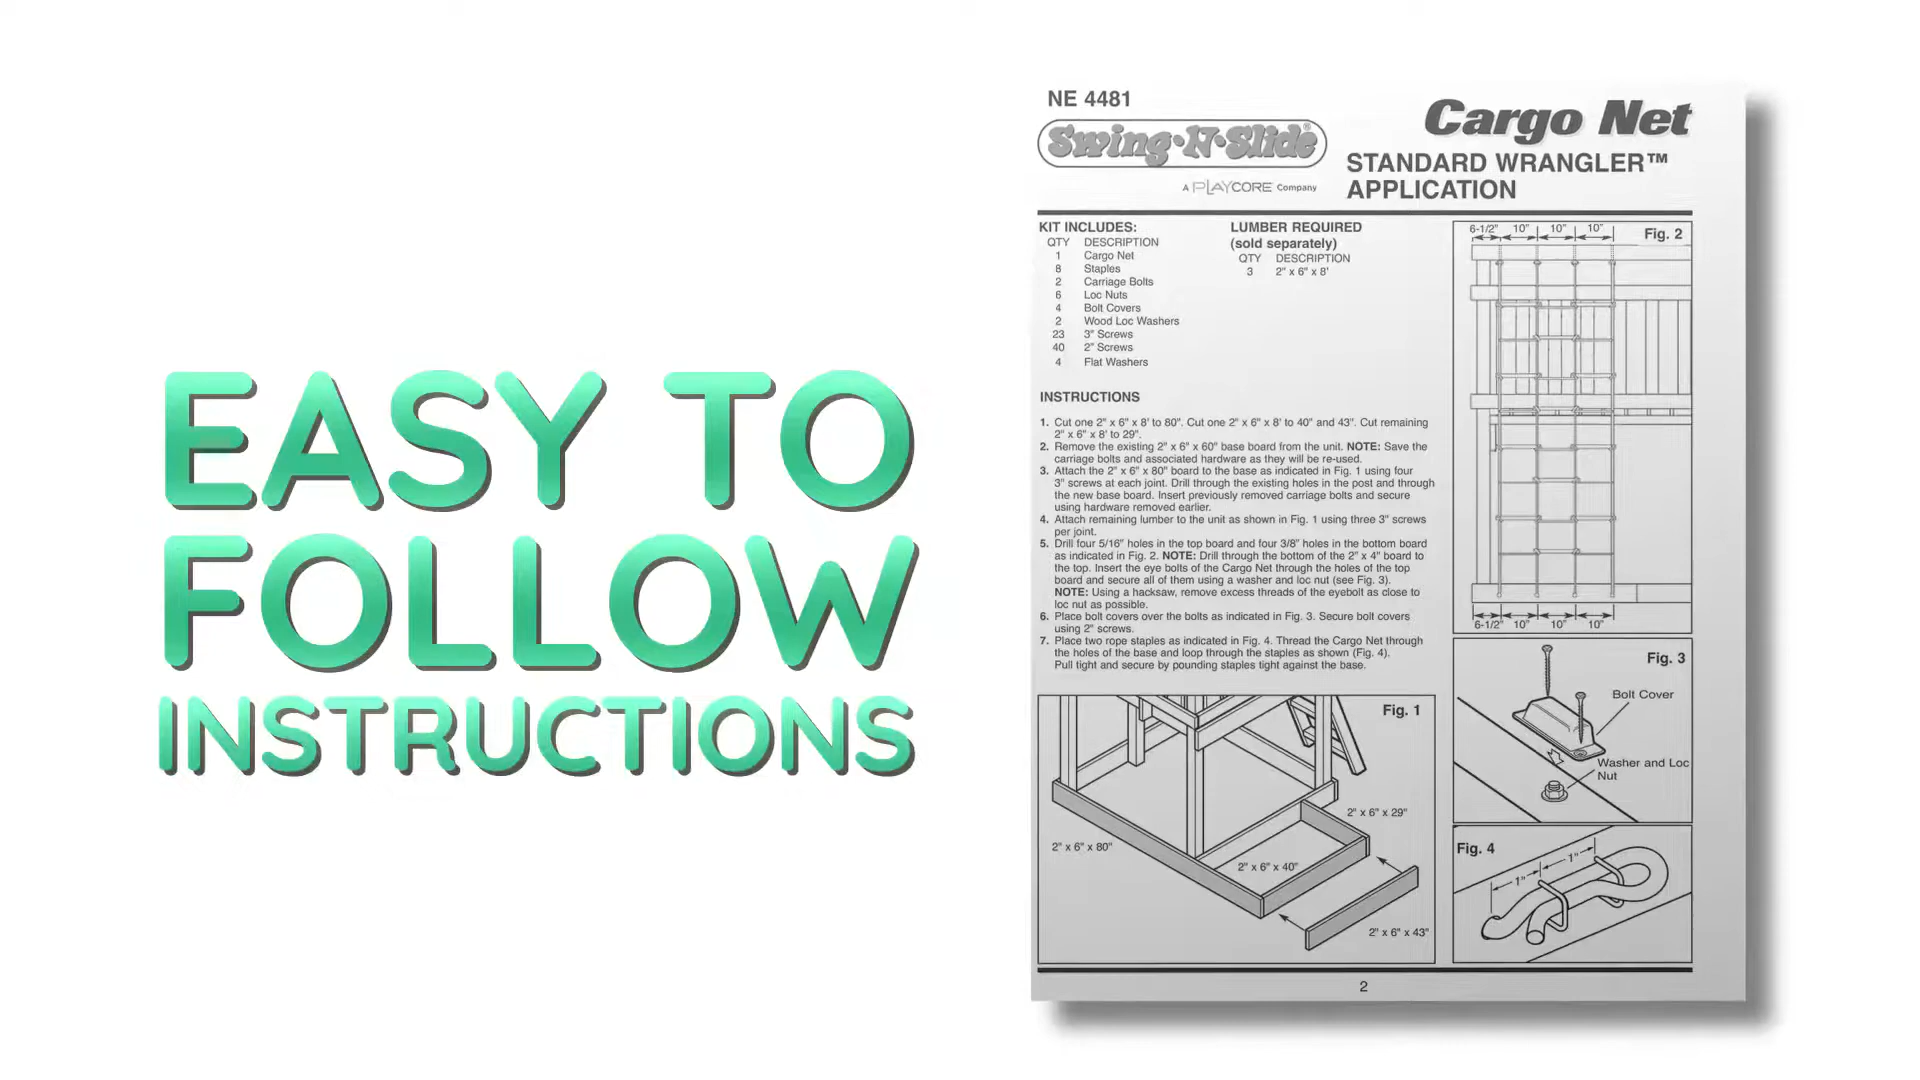 EASY TO
FOLLOW
INSTRUCTIONS
NE 4481
Swing·N·Slide®
A PLAYCORE Company
Cargo Net
STANDARD WRANGLER™
APPLICATION
KIT INCLUDES:
QTY DESCRIPTION
1 Cargo Net
8 Staples
2 Carriage Bolts
6 Loc Nuts
4 Bolt Covers
2 Wood Loc Washers
23 3" Screws
40 2" Screws
4 Flat Washers
LUMBER REQUIRED
(sold separately)
QTY DESCRIPTION
3 2" x 6" x 8'
INSTRUCTIONS
1. Cut one 2" x 6" x 8' to 80". Cut one 2" x 6" x 8' to 40" and 43". Cut remaining
2" x 6" x 8' to 29".
2. Remove the existing 2" x 6" x 60" base board from the unit. NOTE: Save the
carriage bolts and associated hardware as they will be re-used.
3. Attach the 2" x 6" x 80" board to the base as indicated in Fig. 1 using four
3" screws at each joint. Drill through the existing holes in the post and through
the new base board. Insert previously removed carriage bolts and secure
using hardware removed earlier.
4. Attach remaining lumber to the unit as shown in Fig. 1 using three 3" screws
per joint.
5. Drill four 5/16" holes in the top board and four 3/8" holes in the bottom board
as indicated in Fig. 2. NOTE: Drill through the bottom of the 2" x 4" board to
the top. Insert the eye bolts of the Cargo Net through the holes of the top
board and secure all of them using a washer and loc nut (see Fig. 3).
NOTE: Using a hacksaw, remove excess threads of the eyebolt as close to
loc nut as possible.
6. Place bolt covers over the bolts as indicated in Fig. 3. Secure bolt covers
using 2" screws.
7. Place two rope staples as indicated in Fig. 4. Thread the Cargo Net through
the holes of the base and loop through the staples as shown (Fig. 4).
Pull tight and secure by pounding staples tight against the base.
Fig. 1
2" x 6" x 29"
2" x 6" x 80"
2" x 6" x 40"
2" x 6" x 43"
6-1/2" 10" 10" 10"
Fig. 2
6-1/2" 10" 10" 10"
Fig. 3
Bolt Cover
Washer and Loc
Nut
Fig. 4
1"
1"
2